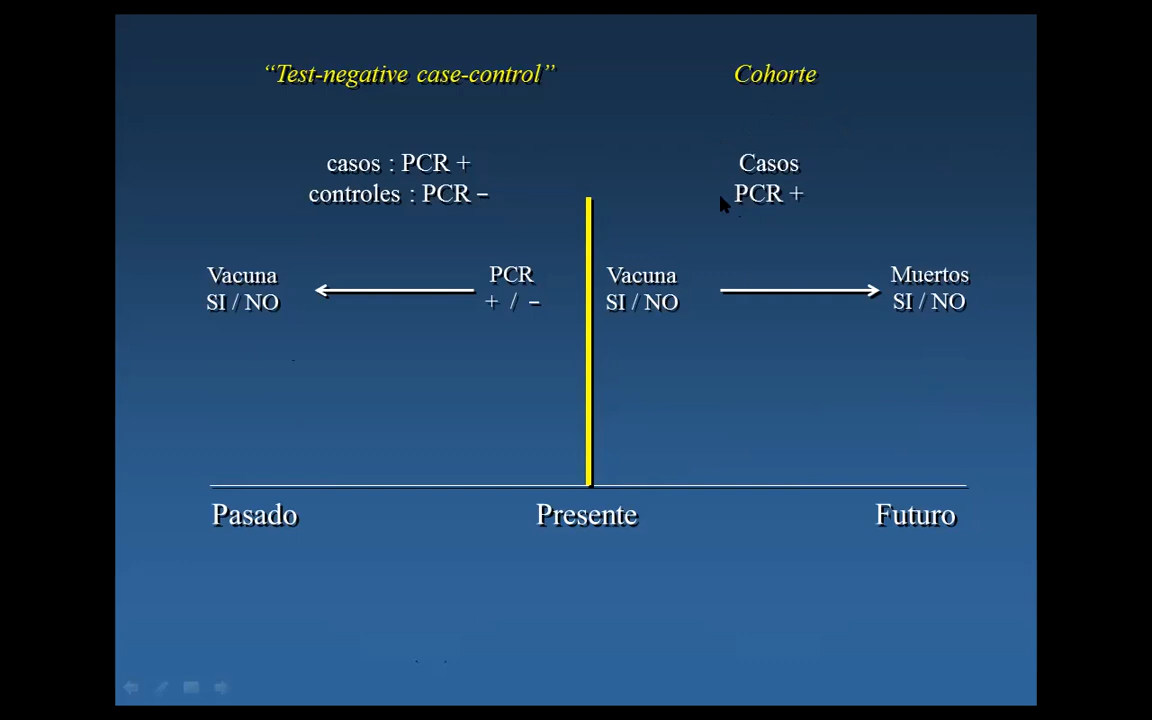 “Test-negative case-control”
Cohorte
casos : PCR +
controles : PCR –
Casos
PCR +
Vacuna
SI / NO
PCR
+ / –
Vacuna
SI / NO
Muertos
SI / NO
Pasado
Presente
Futuro